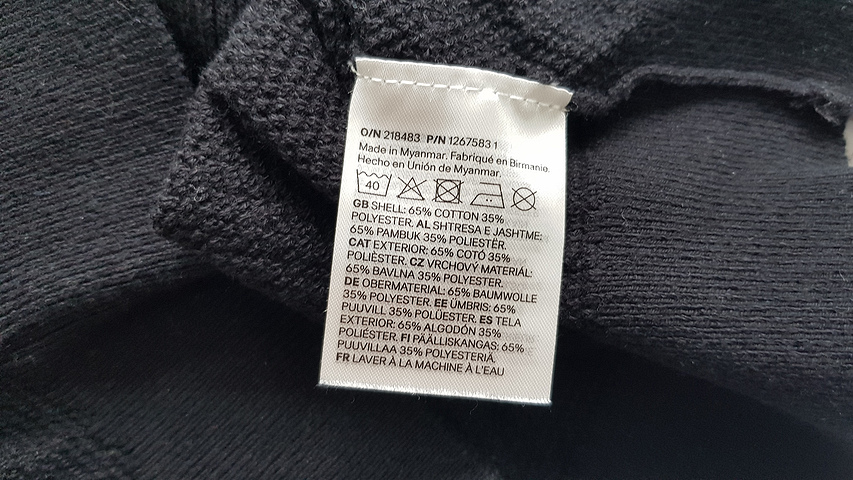 O/N 218483 P/N 1267583 1
Made in Myanmar. Fabriqué en Birmanie.
Hecho en Unión de Myanmar.
40
GB SHELL: 65% COTTON 35%
POLYESTER. AL SHTRESA E JASHTME:
65% PAMBUK 35% POLIESTËR.
CAT EXTERIOR: 65% COTÓ 35%
POLIÈSTER. CZ VRCHOVÝ MATERIÁL:
65% BAVLNA 35% POLYESTER.
DE OBERMATERIAL: 65% BAUMWOLLE
35% POLYESTER. EE ÜMBRIS: 65%
PUUVILL 35% POLÜESTER. ES TELA
EXTERIOR: 65% ALGODÓN 35%
POLIÉSTER. FI PÄÄLLISKANGAS: 65%
PUUVILLAA 35% POLYESTERIÄ.
FR LAVER À LA MACHINE À L'EAU